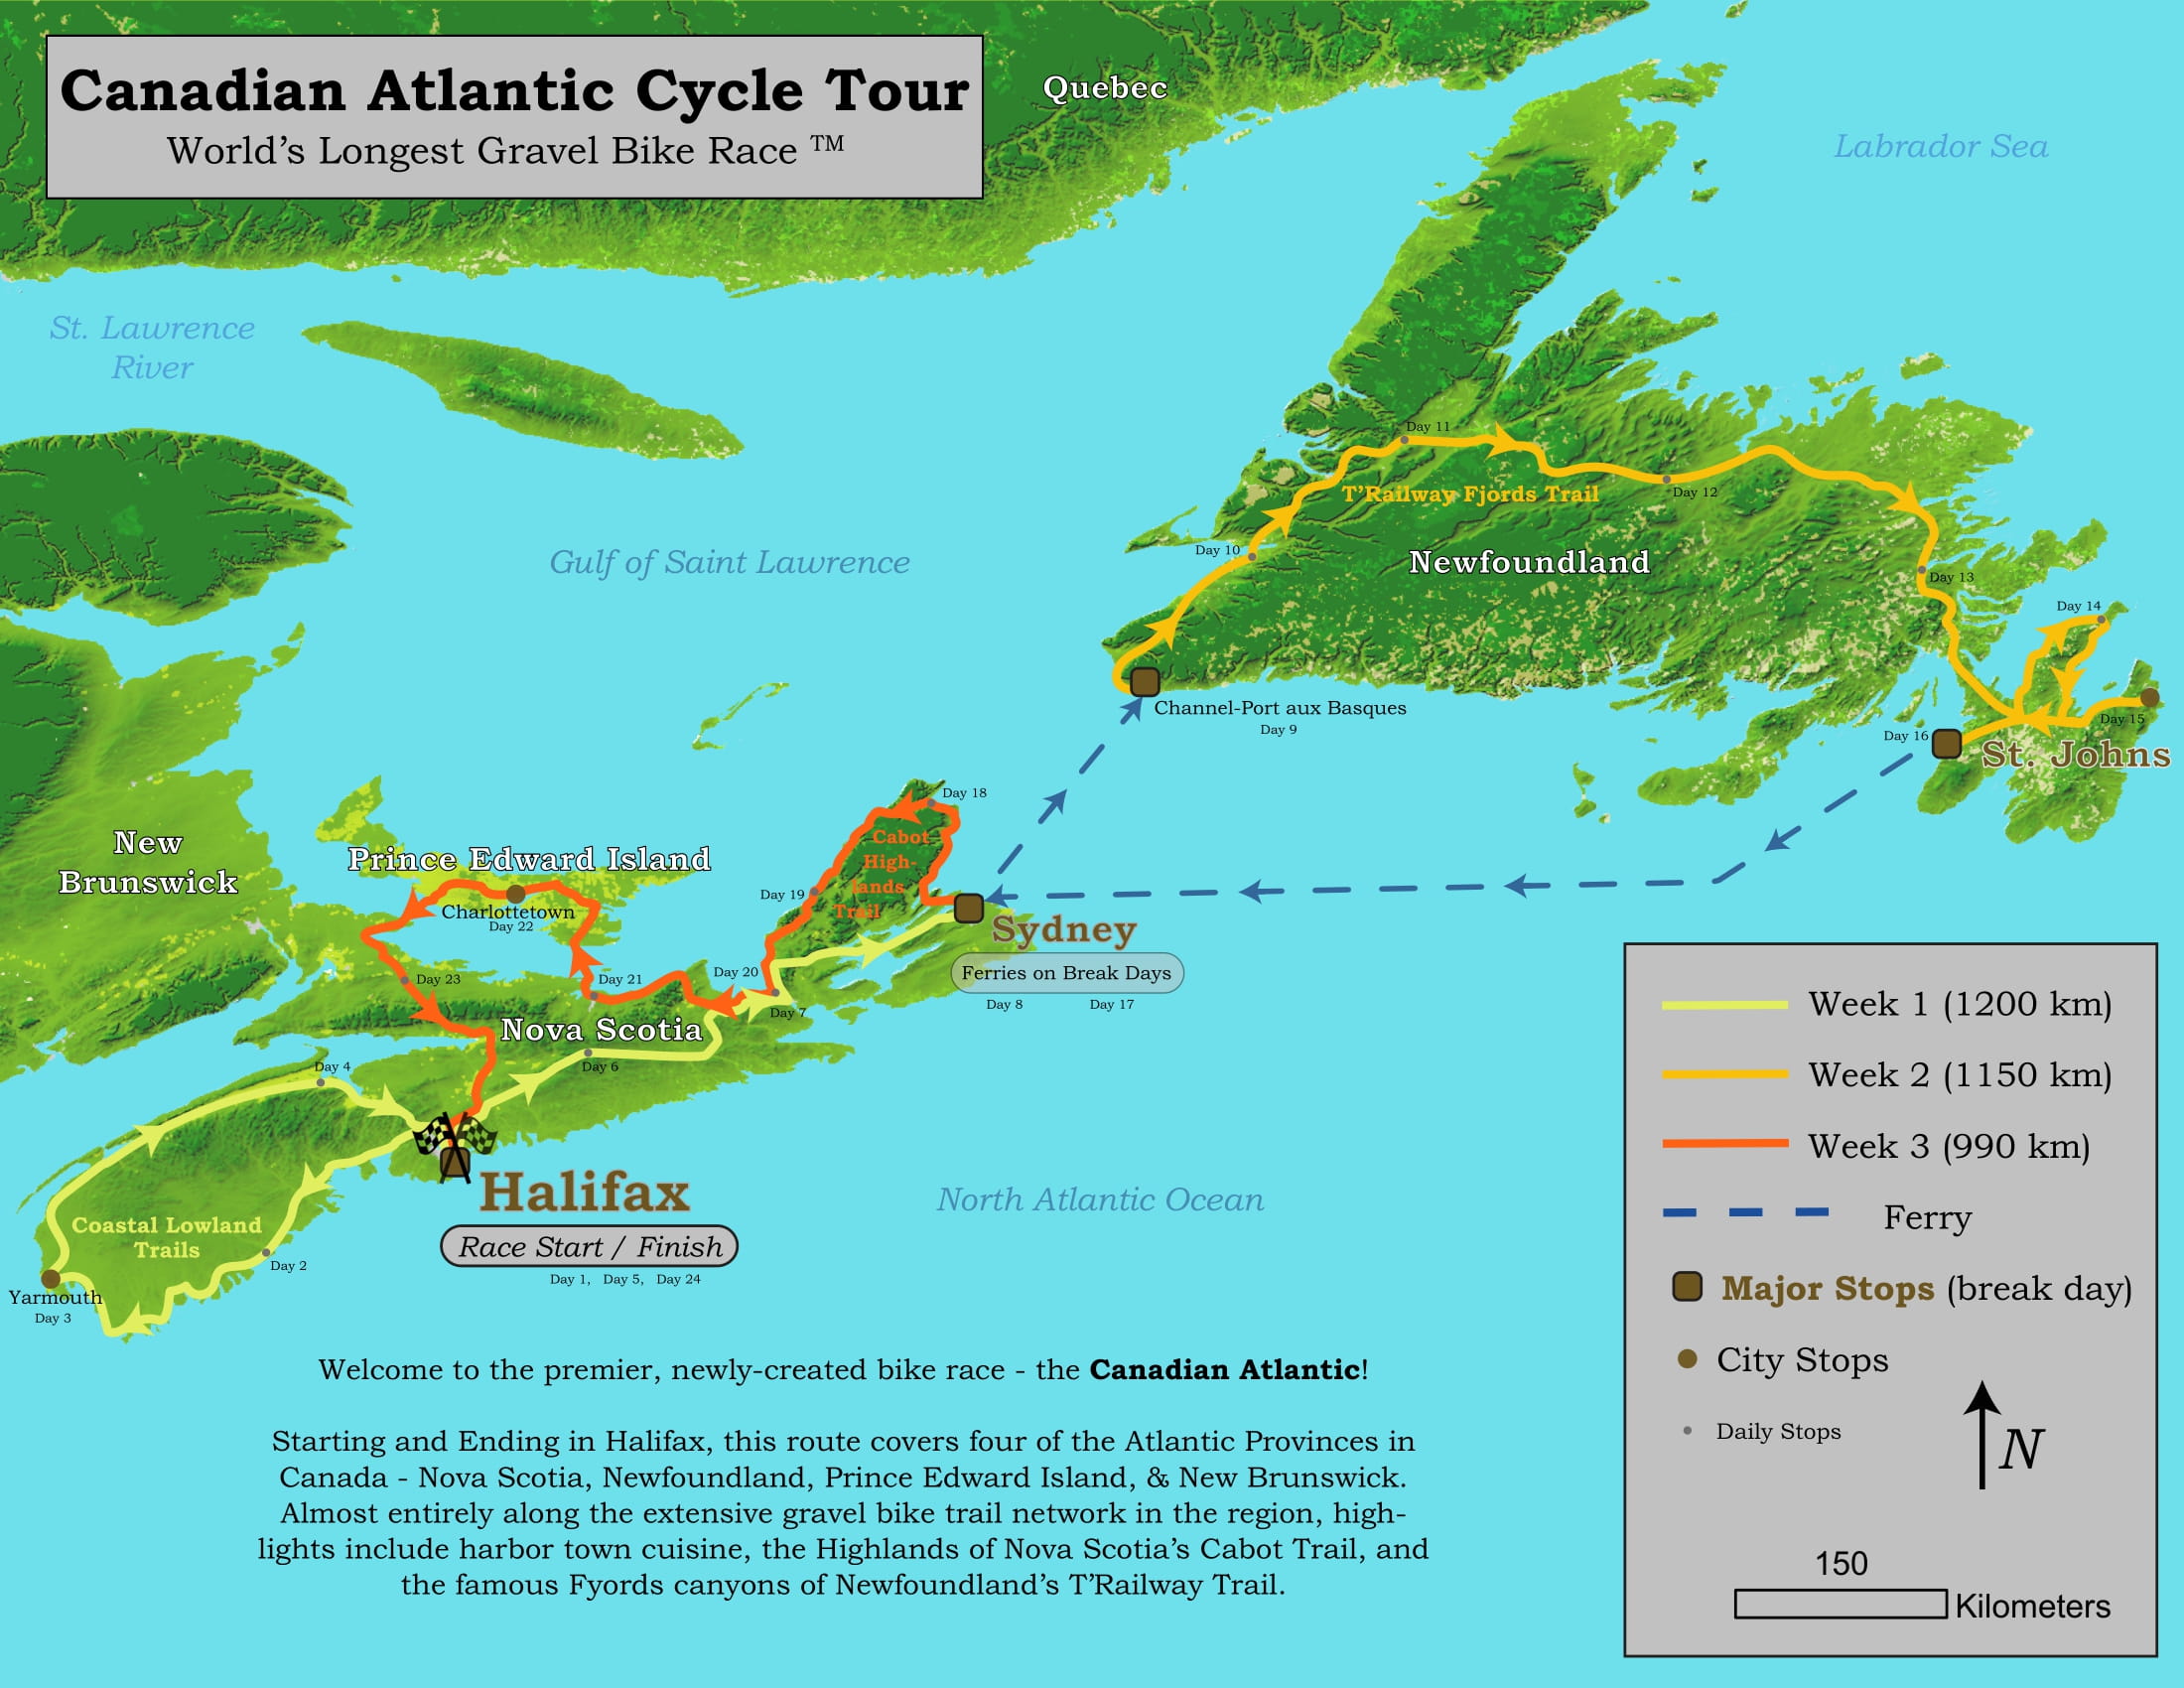 Canadian Atlantic Cycle Tour
World's Longest Gravel Bike Race ™
Quebec
Labrador Sea
St. Lawrence
River
Gulf of Saint Lawrence
Day 11
T'Railway Fjords Trail
Day 12
Newfoundland
Day 10
Day 13
Day 14
Channel-Port aux Basques
Day 9
Day 15
Day 16
St. Johns
New
Brunswick
Prince Edward Island
Charlottetown
Day 22
Day 18
Cabot
High-
lands
Trail
Day 19
Sydney
Ferries on Break Days
Day 8
Day 17
Day 23
Day 21
Day 20
Day 7
Nova Scotia
Day 6
Day 4
Halifax
Race Start / Finish
Day 1, Day 5, Day 24
Coastal Lowland
Trails
Day 2
Yarmouth
Day 3
North Atlantic Ocean
Welcome to the premier, newly-created bike race - the Canadian Atlantic!
Starting and Ending in Halifax, this route covers four of the Atlantic Provinces in
Canada - Nova Scotia, Newfoundland, Prince Edward Island, & New Brunswick.
Almost entirely along the extensive gravel bike trail network in the region, high-
lights include harbor town cuisine, the Highlands of Nova Scotia's Cabot Trail, and
the famous Fyords canyons of Newfoundland's T'Railway Trail.
Week 1 (1200 km)
Week 2 (1150 km)
Week 3 (990 km)
Ferry
Major Stops (break day)
City Stops
Daily Stops
N
150
Kilometers